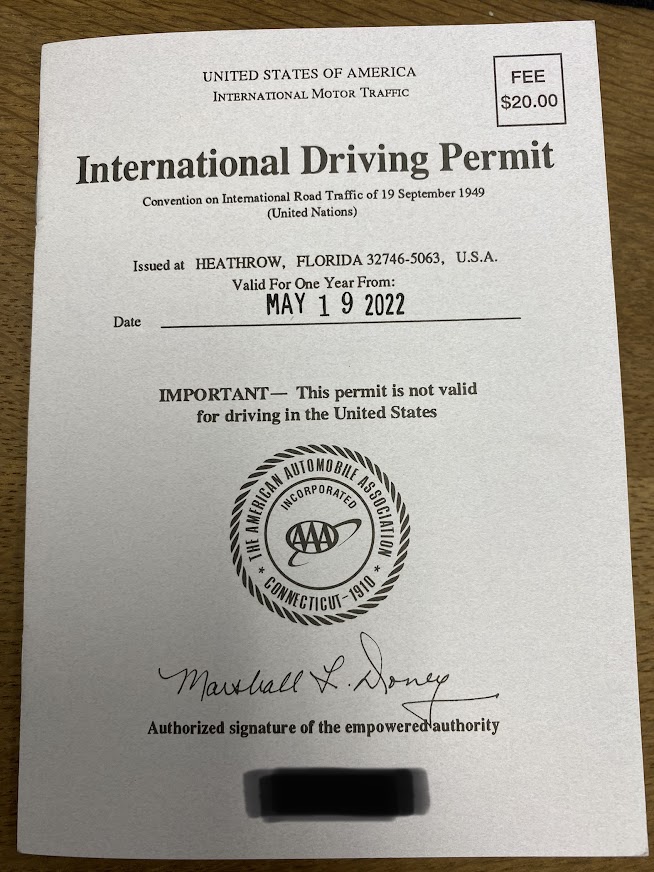 UNITED STATES OF AMERICA
INTERNATIONAL MOTOR TRAFFIC
FEE
$20.00
International Driving Permit
Convention on International Road Traffic of 19 September 1949
(United Nations)
Issued at HEATHROW, FLORIDA 32746-5063, U.S.A.
Valid For One Year From:
Date MAY 19 2022
IMPORTANT— This permit is not valid
for driving in the United States
THE AMERICAN AUTOMOBILE ASSOCIATION
INCORPORATED
AAA
* CONNECTICUT-1910 *
Marshall L. Doney
Authorized signature of the empowered authority